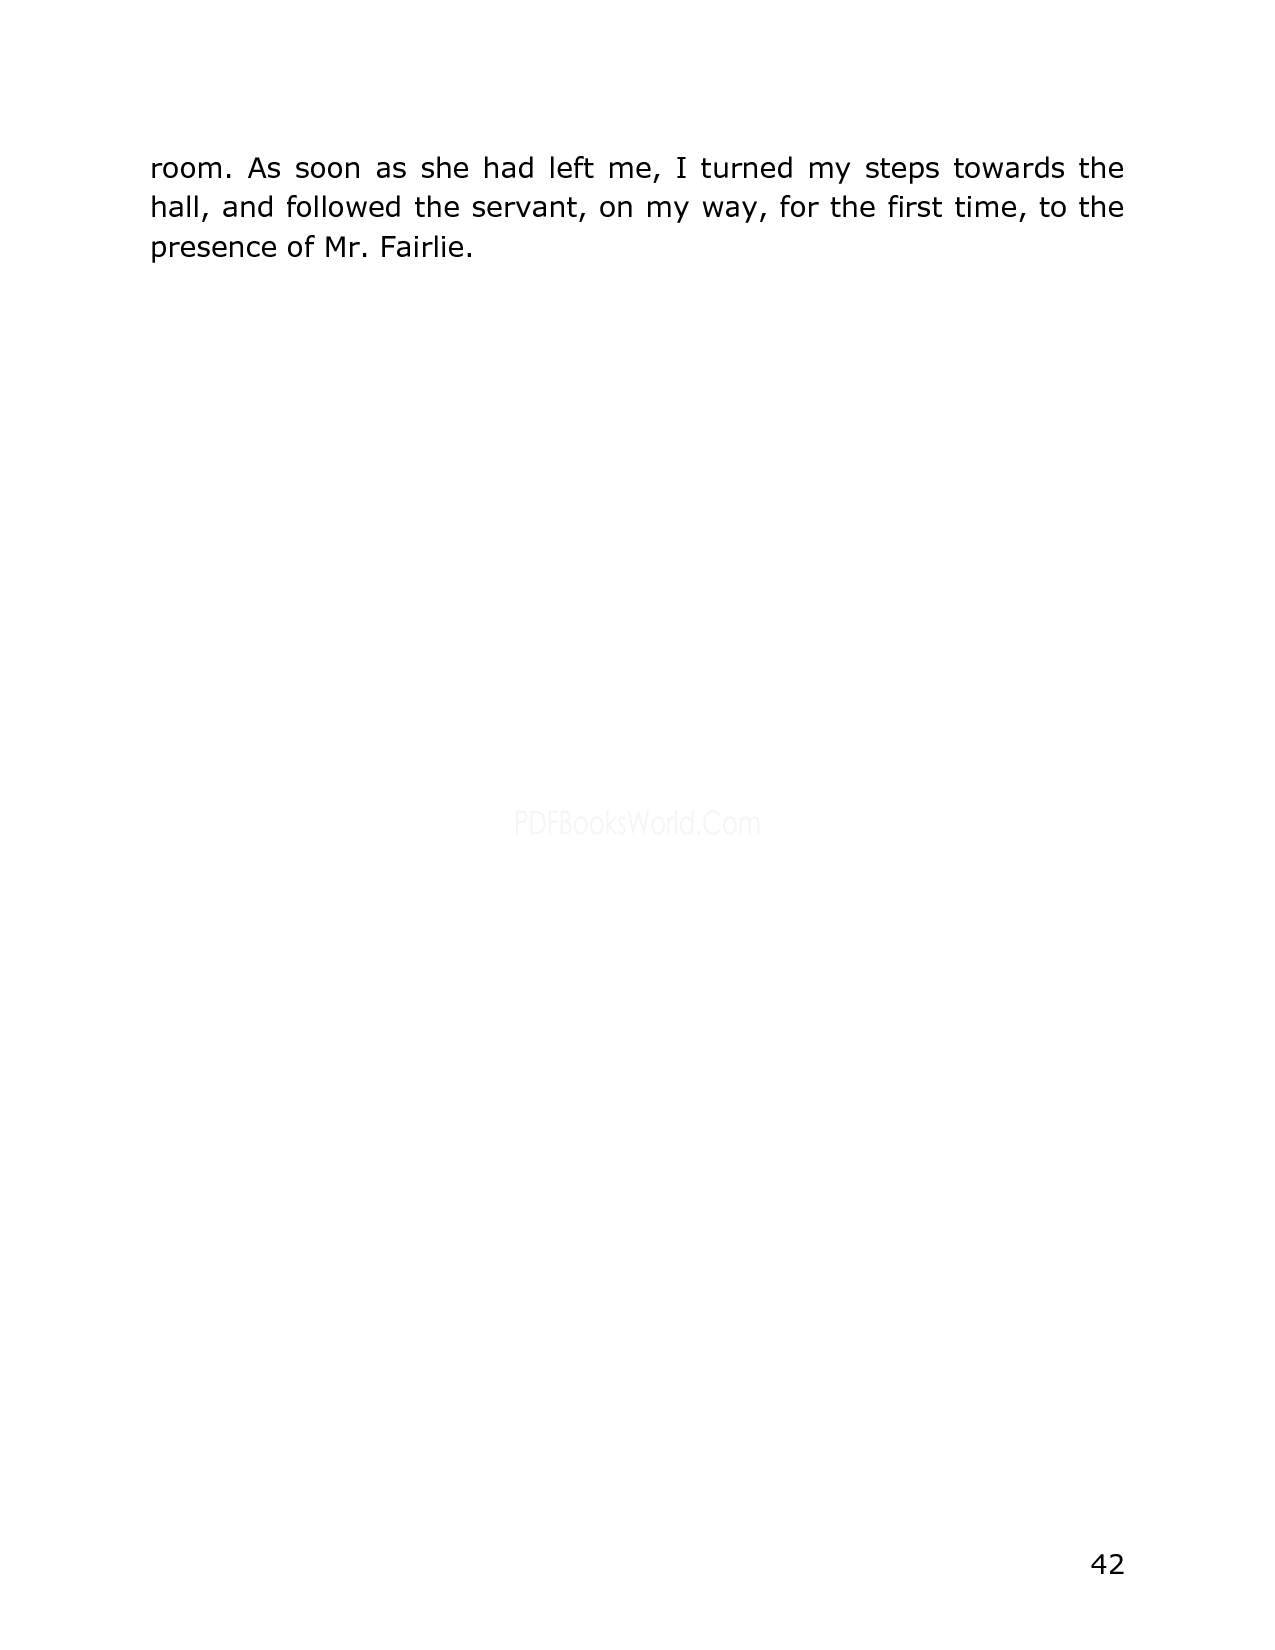 room. As soon as she had left me, I turned my steps towards the
hall, and followed the servant, on my way, for the first time, to the
presence of Mr. Fairlie.
PDFBooksWorld.Com
42